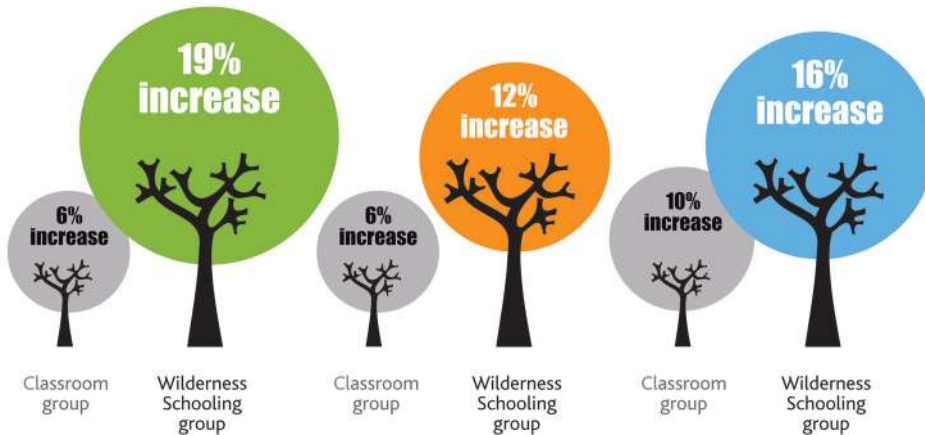 19%
increase
6%
increase
12%
increase
6%
increase
16%
increase
10%
increase
Classroom
group
Wilderness
Schooling
group
Classroom
group
Wilderness
Schooling
group
Classroom
group
Wilderness
Schooling
group